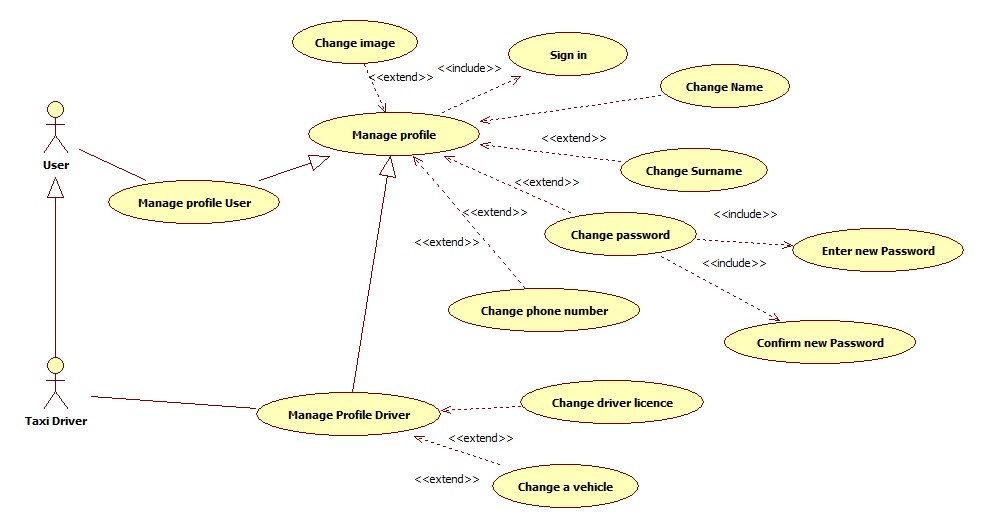 Change image
Sign in
<<include>>
<<extend>>
Change Name
Manage profile
<<extend>>
User
Change Surname
<<extend>>
Manage profile User
<<extend>>
<<include>>
Change password
<<extend>>
Enter new Password
<<include>>
Change phone number
Confirm new Password
Change driver licence
Manage Profile Driver
Taxi Driver
<<extend>>
<<extend>>
Change a vehicle